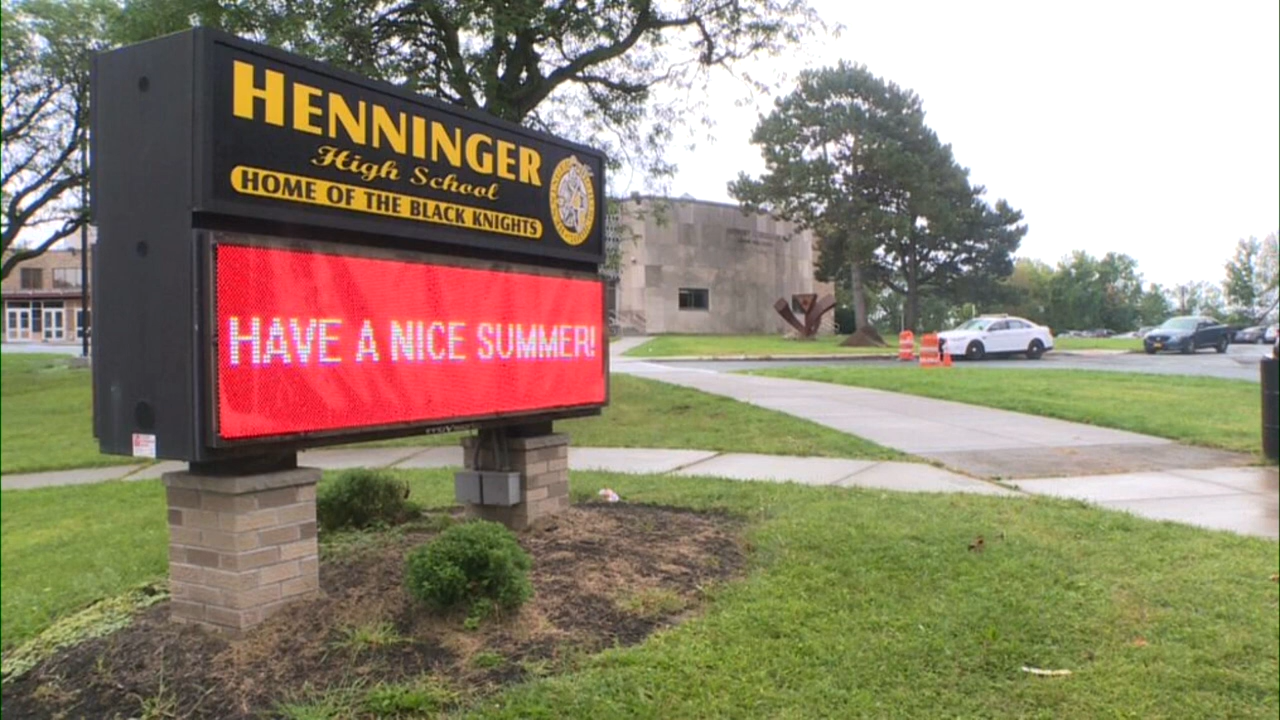 HENNINGER
High School
HOME OF THE BLACK KNIGHTS
HAVE A NICE SUMMER!